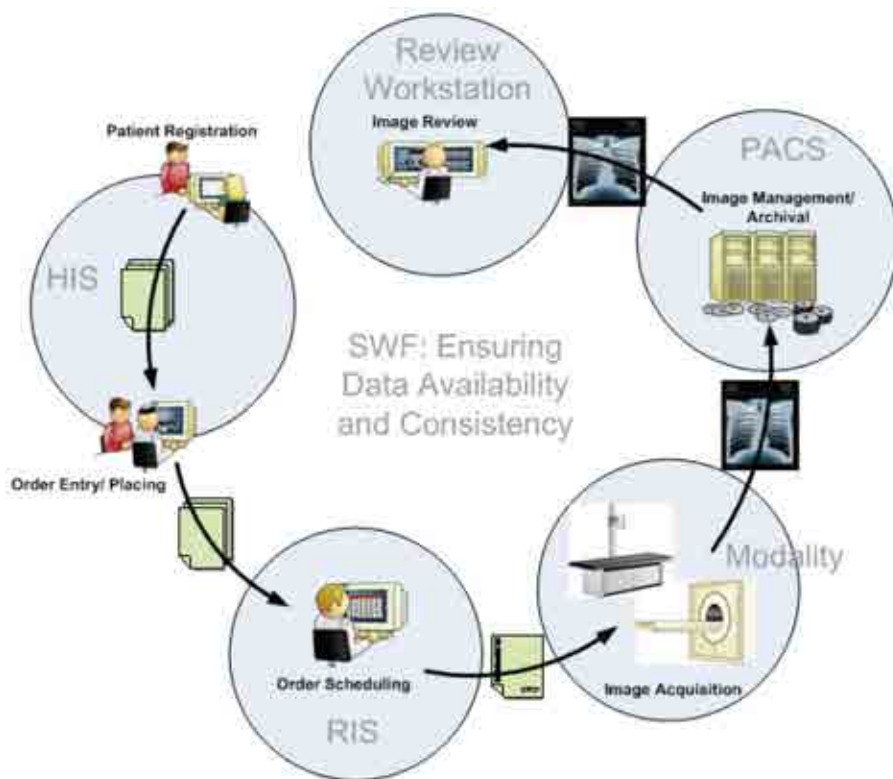 Review
Workstation
Image Review
Patient Registration
HIS
PACS
Image Management/
Archival
SWF: Ensuring
Data Availability
and Consistency
Order Entry/ Placing
Modality
Order Scheduling
RIS
Image Acquisition